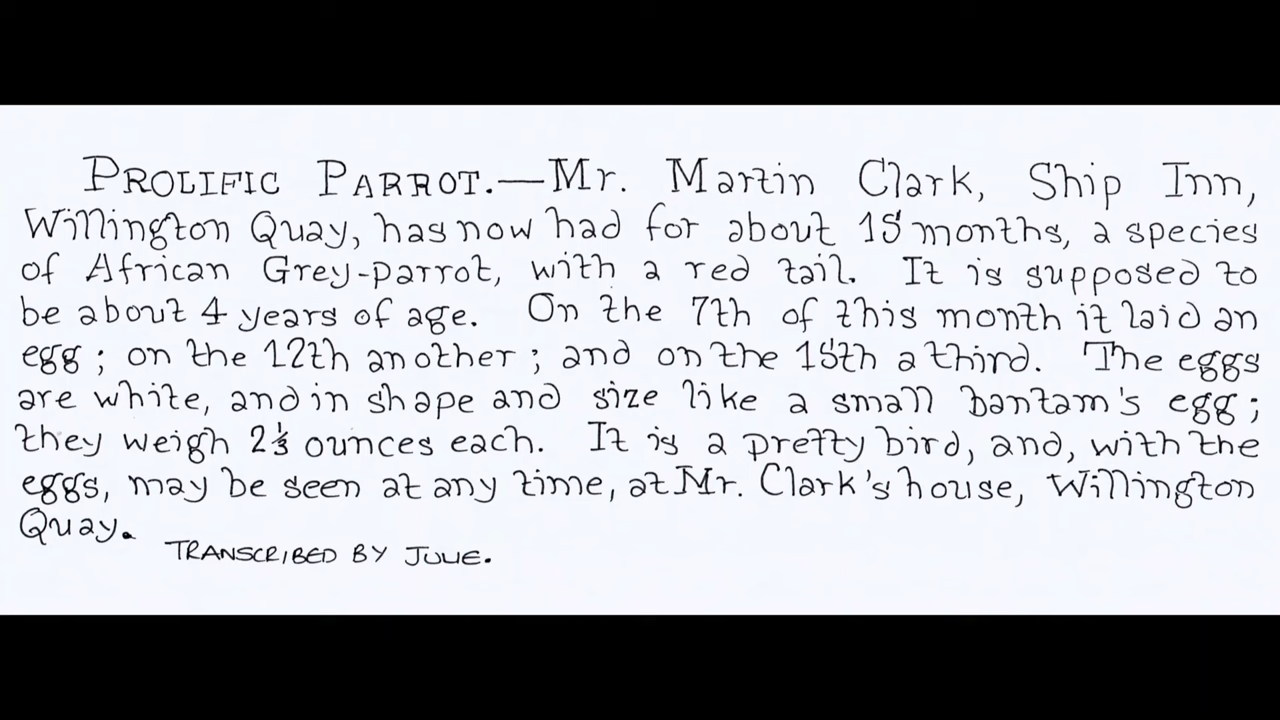 PROLIFIC PARROT.—Mr. Martin Clark, Ship Inn,
Willington Quay, has now had for about 15 months, a species
of African Grey-parrot, with a red tail. It is supposed to
be about 4 years of age. On the 7th of this month it laid an
egg; on the 12th another; and on the 15th a third. The eggs
are white, and in shape and size like a small bantam's egg;
they weigh 2⅓ ounces each. It is a pretty bird, and, with the
eggs, may be seen at any time, at Mr. Clark's house, Willington
Quay.
TRANSCRIBED BY JULIE.